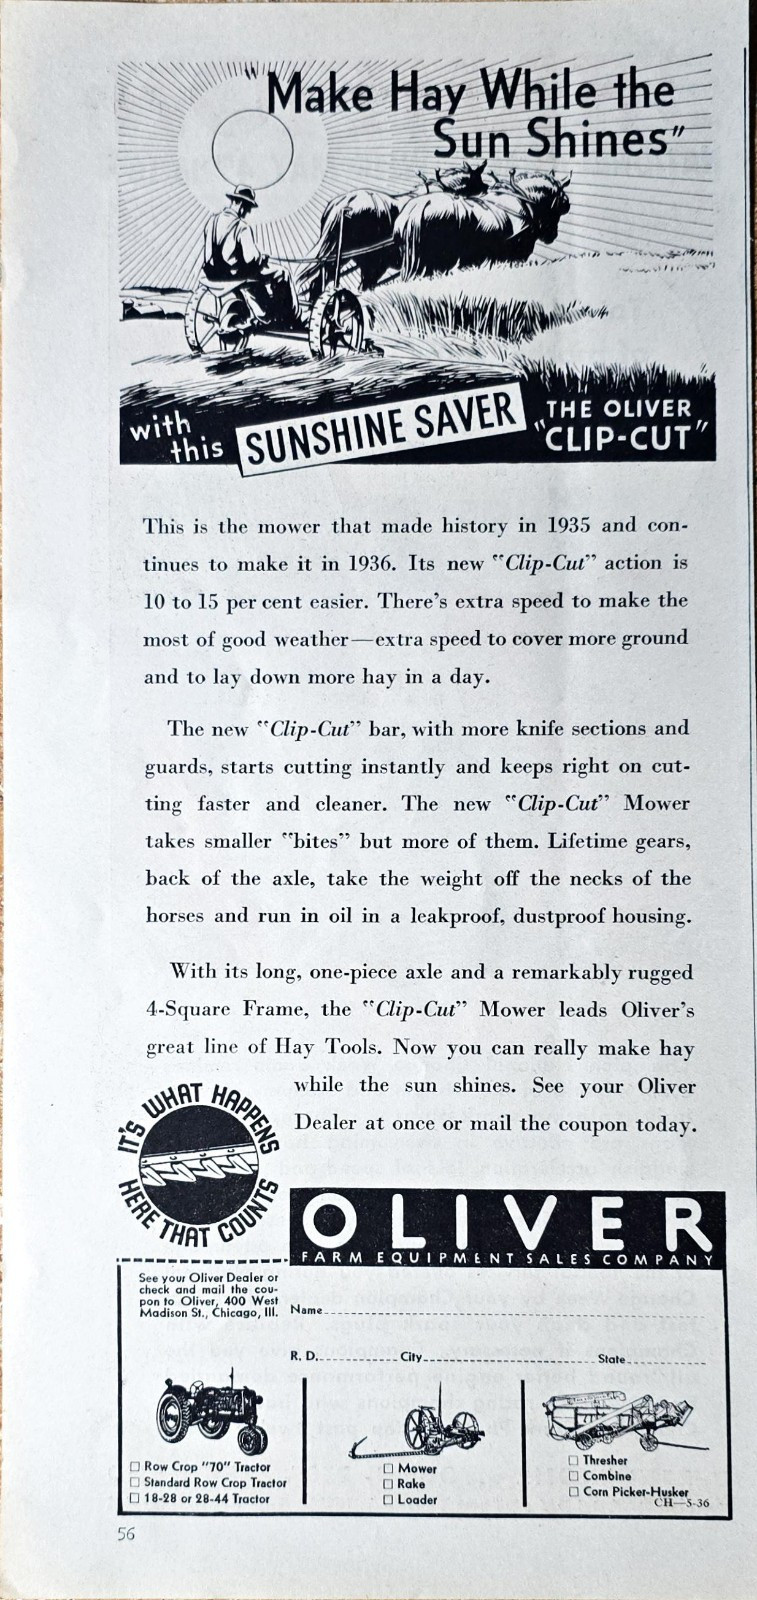 "Make Hay While the
Sun Shines"
with
this
SUNSHINE SAVER
THE OLIVER
"CLIP-CUT"
This is the mower that made history in 1935 and con-
tinues to make it in 1936. Its new "Clip-Cut" action is
10 to 15 per cent easier. There's extra speed to make the
most of good weather—extra speed to cover more ground
and to lay down more hay in a day.
The new "Clip-Cut" bar, with more knife sections and
guards, starts cutting instantly and keeps right on cut-
ting faster and cleaner. The new "Clip-Cut" Mower
takes smaller "bites" but more of them. Lifetime gears,
back of the axle, take the weight off the necks of the
horses and run in oil in a leakproof, dustproof housing.
With its long, one-piece axle and a remarkably rugged
4-Square Frame, the "Clip-Cut" Mower leads Oliver's
great line of Hay Tools. Now you can really make hay
while the sun shines. See your Oliver
Dealer at once or mail the coupon today.
IT'S WHAT HAPPENS
HERE THAT COUNTS
OLIVER
FARM EQUIPMENT SALES COMPANY
See your Oliver Dealer or
check and mail the cou-
pon to Oliver, 400 West
Madison St., Chicago, Ill.
Name
R. D. City State
Row Crop "70" Tractor
Standard Row Crop Tractor
18-28 or 28-44 Tractor
Mower
Rake
Loader
Thresher
Combine
Corn Picker-Husker
CH—5-36
56